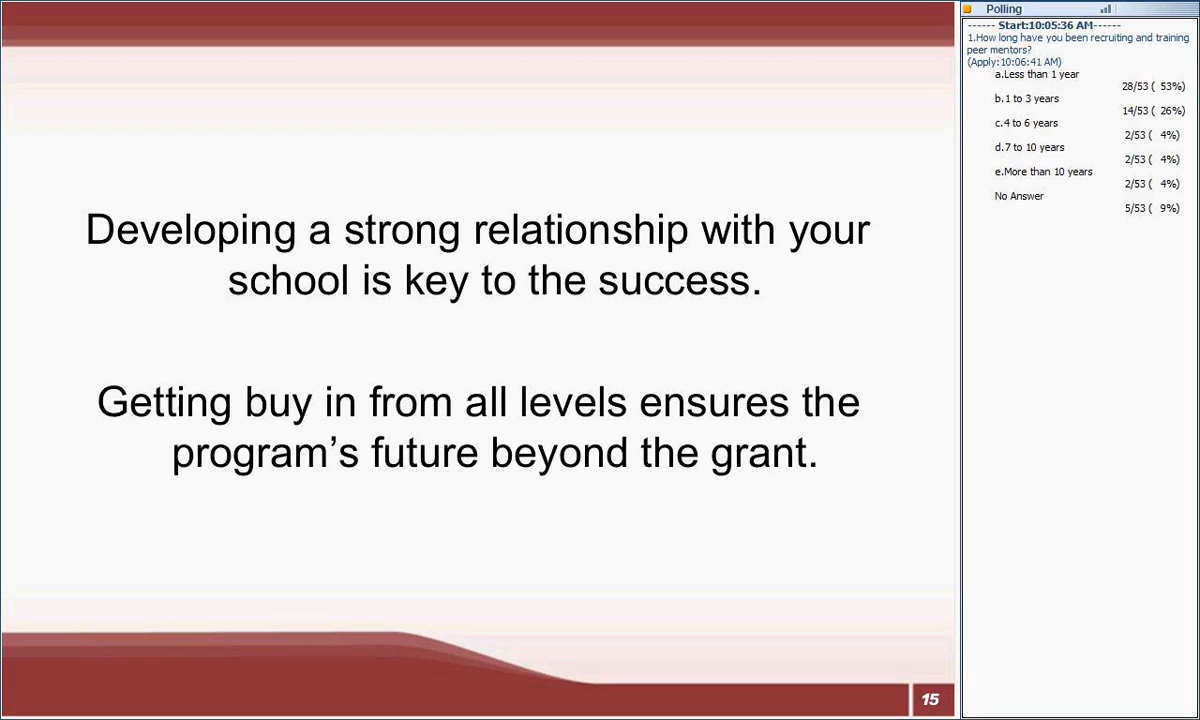 Developing a strong relationship with your
school is key to the success.
Getting buy in from all levels ensures the
program’s future beyond the grant.
15
Polling
------ Start:10:05:36 AM------
1.How long have you been recruiting and training
peer mentors?
(Apply:10:06:41 AM)
a.Less than 1 year
28/53 ( 53%)
b.1 to 3 years
14/53 ( 26%)
c.4 to 6 years
2/53 ( 4%)
d.7 to 10 years
2/53 ( 4%)
e.More than 10 years
2/53 ( 4%)
No Answer
5/53 ( 9%)